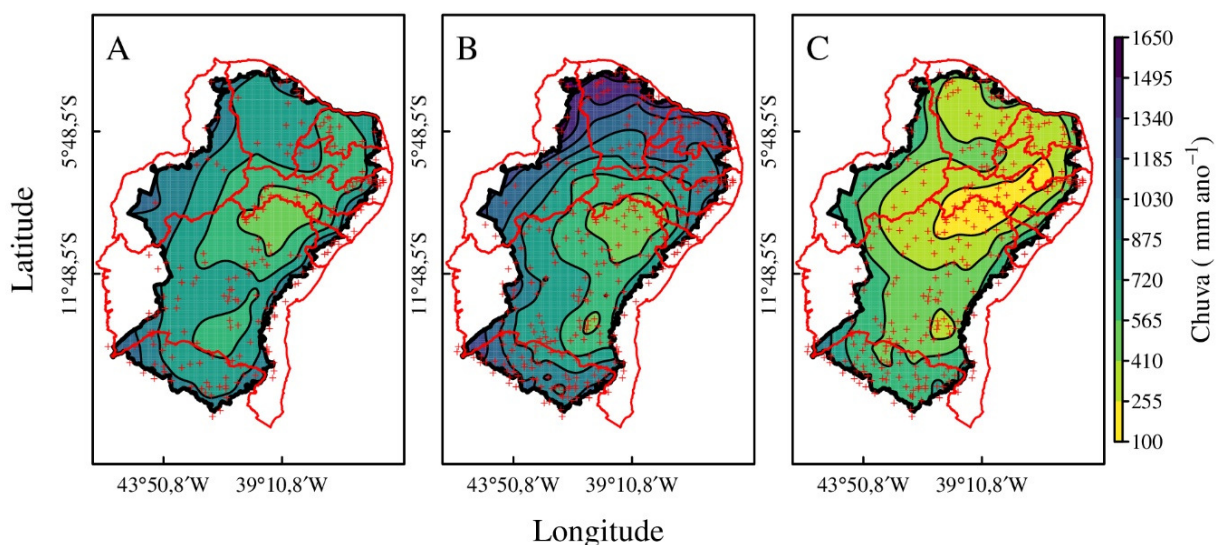 A
B
C
Latitude
5°48,5′S
11°48,5′S
5°48,5′S
11°48,5′S
5°48,5′S
11°48,5′S
43°50,8′W 39°10,8′W
43°50,8′W 39°10,8′W
43°50,8′W 39°10,8′W
Longitude
1650
1495
1340
1185
1030
875
720
565
410
255
100
Chuva ( mm ano⁻¹)